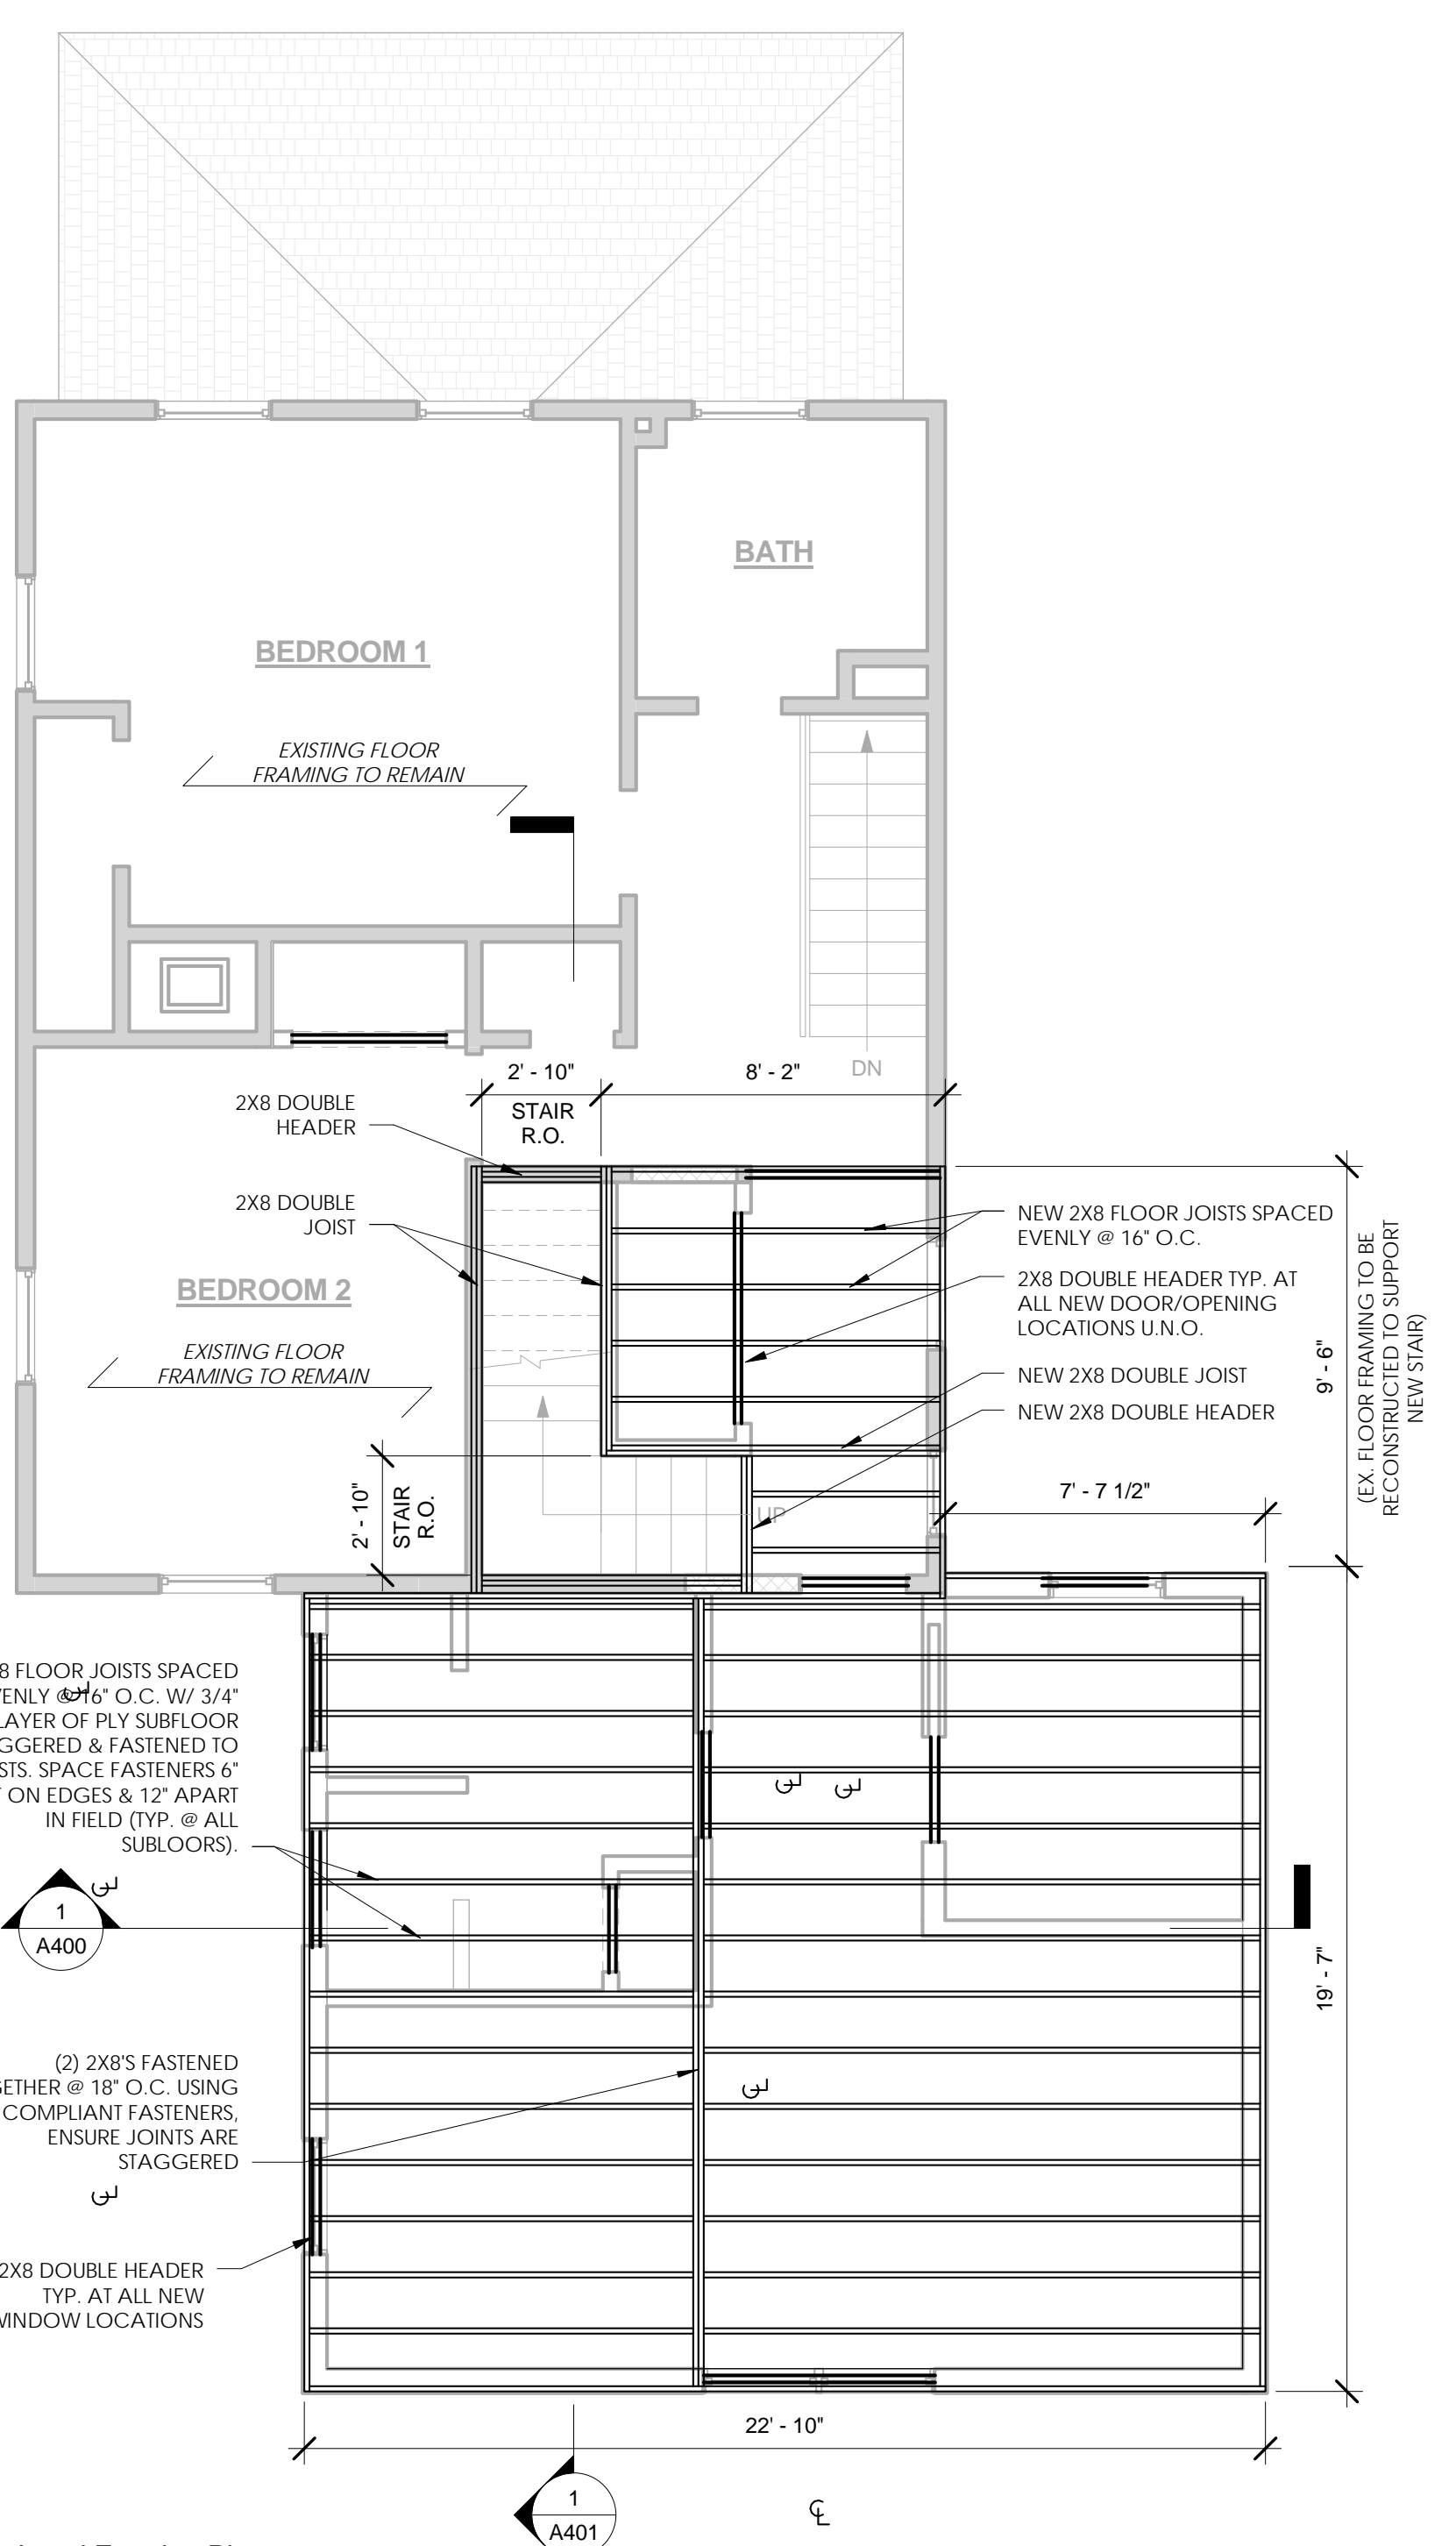 BATH
BEDROOM 1
EXISTING FLOOR
FRAMING TO REMAIN
DN
2' - 10"
8' - 2"
STAIR
R.O.
2X8 DOUBLE
HEADER
2X8 DOUBLE
JOIST
NEW 2X8 FLOOR JOISTS SPACED
EVENLY @ 16" O.C.
2X8 DOUBLE HEADER TYP. AT
ALL NEW DOOR/OPENING
LOCATIONS U.N.O.
NEW 2X8 DOUBLE JOIST
NEW 2X8 DOUBLE HEADER
9' - 6"
(EX. FLOOR FRAMING TO BE
RECONSTRUCTED TO SUPPORT
NEW STAIR)
BEDROOM 2
EXISTING FLOOR
FRAMING TO REMAIN
2' - 10"
STAIR
R.O.
UP
7' - 7 1/2"
8 FLOOR JOISTS SPACED
ENLY @ 16" O.C. W/ 3/4"
LAYER OF PLY SUBFLOOR
GGERED & FASTENED TO
STS. SPACE FASTENERS 6"
ON EDGES & 12" APART
IN FIELD (TYP. @ ALL
SUBLOORS).
1
A400
19' - 7"
(2) 2X8'S FASTENED
GETHER @ 18" O.C. USING
COMPLIANT FASTENERS,
ENSURE JOINTS ARE
STAGGERED
2X8 DOUBLE HEADER
TYP. AT ALL NEW
WINDOW LOCATIONS
22' - 10"
1
A401